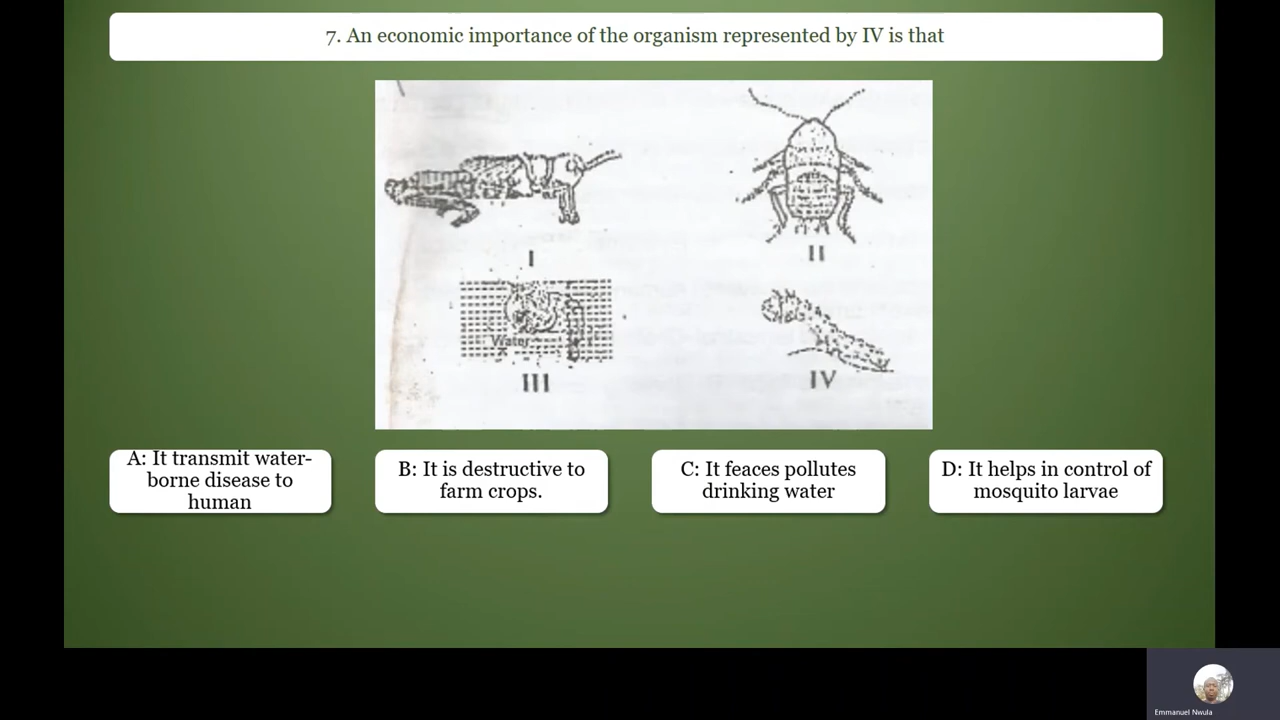 7. An economic importance of the organism represented by IV is that
I
II
Water
III
IV
A: It transmit water-
borne disease to
human
B: It is destructive to
farm crops.
C: It feaces pollutes
drinking water
D: It helps in control of
mosquito larvae
Emmanuel Nwula